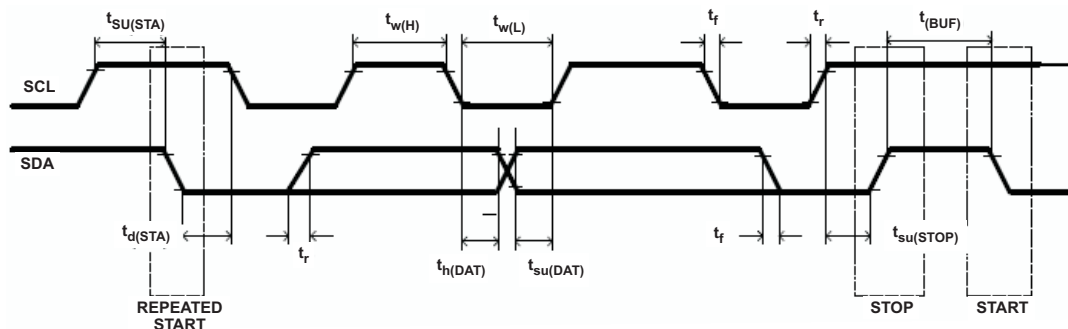 tSU(STA)
tw(H)
tw(L)
tf
tr
t(BUF)
SCL
SDA
td(STA)
tr
th(DAT)
tsu(DAT)
tf
tsu(STOP)
REPEATED
START
STOP
START